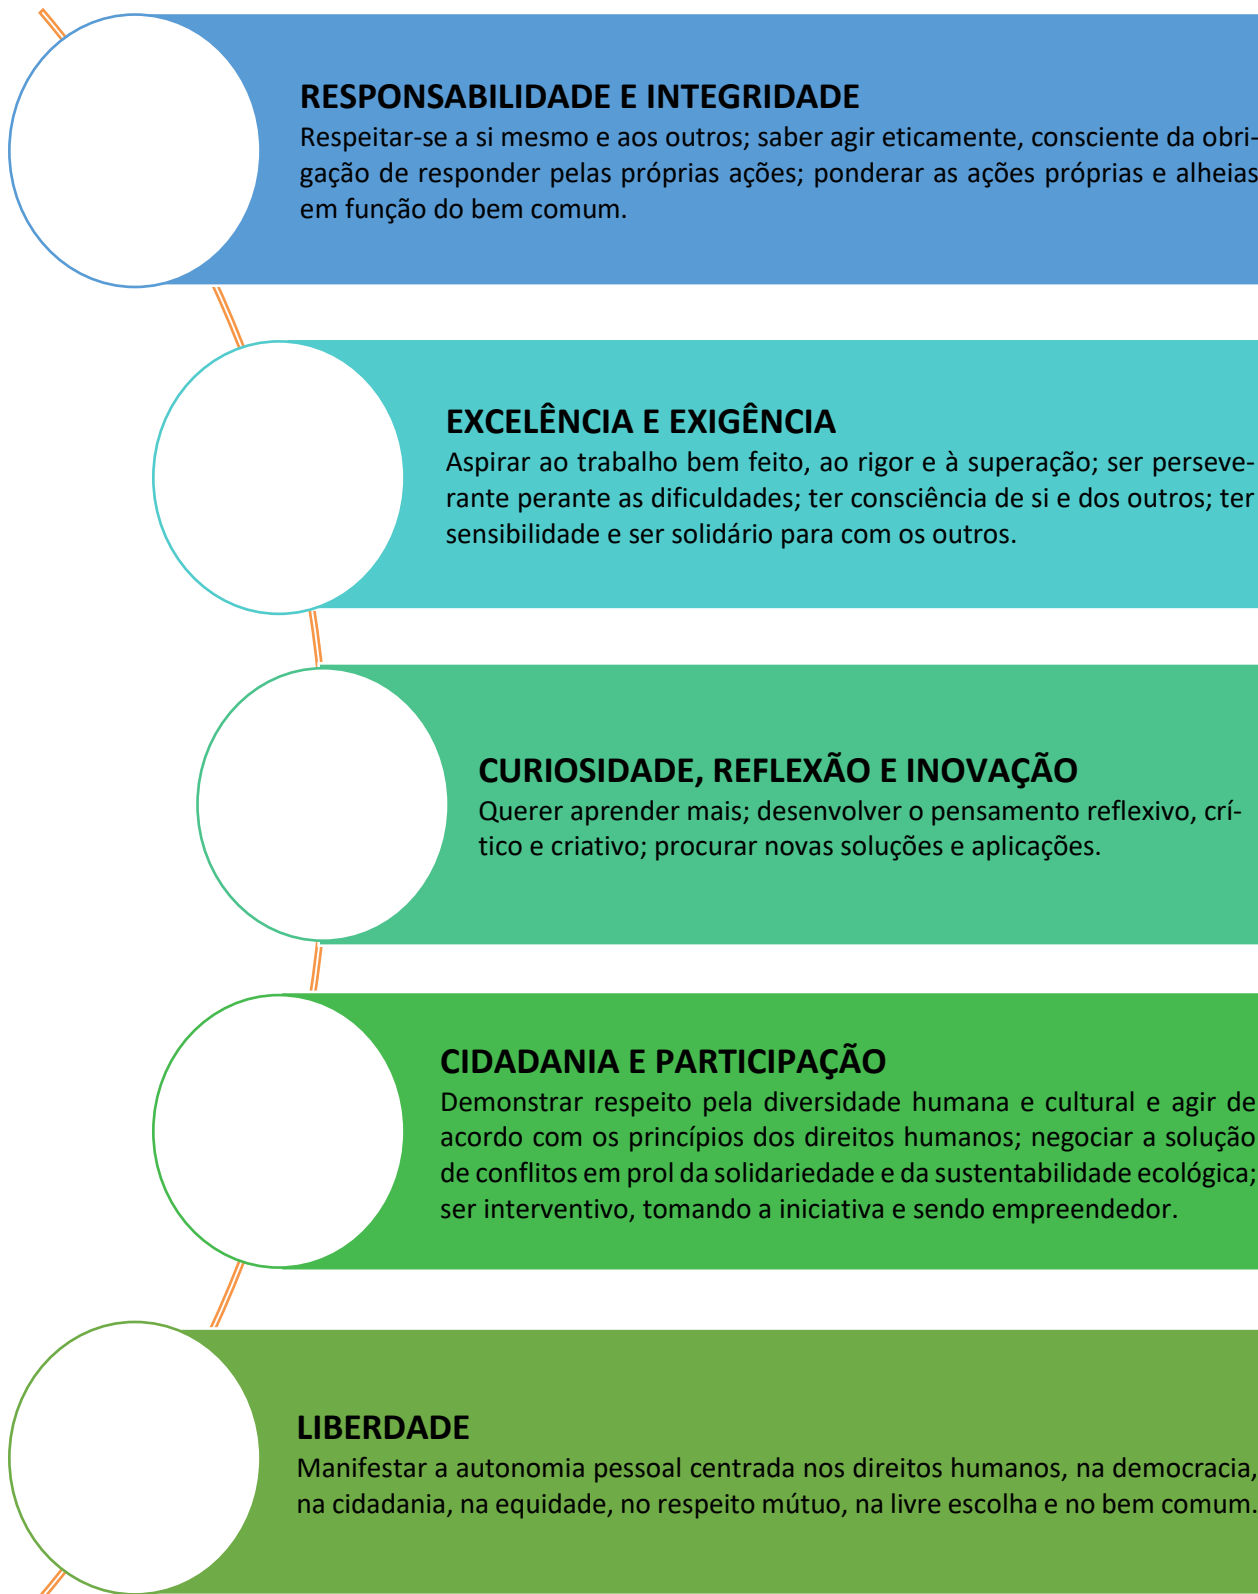 RESPONSABILIDADE E INTEGRIDADE
Respeitar-se a si mesmo e aos outros; saber agir eticamente, consciente da obri-
gação de responder pelas próprias ações; ponderar as ações próprias e alheias
em função do bem comum.
EXCELÊNCIA E EXIGÊNCIA
Aspirar ao trabalho bem feito, ao rigor e à superação; ser perseve-
rante perante as dificuldades; ter consciência de si e dos outros; ter
sensibilidade e ser solidário para com os outros.
CURIOSIDADE, REFLEXÃO E INOVAÇÃO
Querer aprender mais; desenvolver o pensamento reflexivo, crí-
tico e criativo; procurar novas soluções e aplicações.
CIDADANIA E PARTICIPAÇÃO
Demonstrar respeito pela diversidade humana e cultural e agir de
acordo com os princípios dos direitos humanos; negociar a solução
de conflitos em prol da solidariedade e da sustentabilidade ecológica;
ser interventivo, tomando a iniciativa e sendo empreendedor.
LIBERDADE
Manifestar a autonomia pessoal centrada nos direitos humanos, na democracia,
na cidadania, na equidade, no respeito mútuo, na livre escolha e no bem comum.